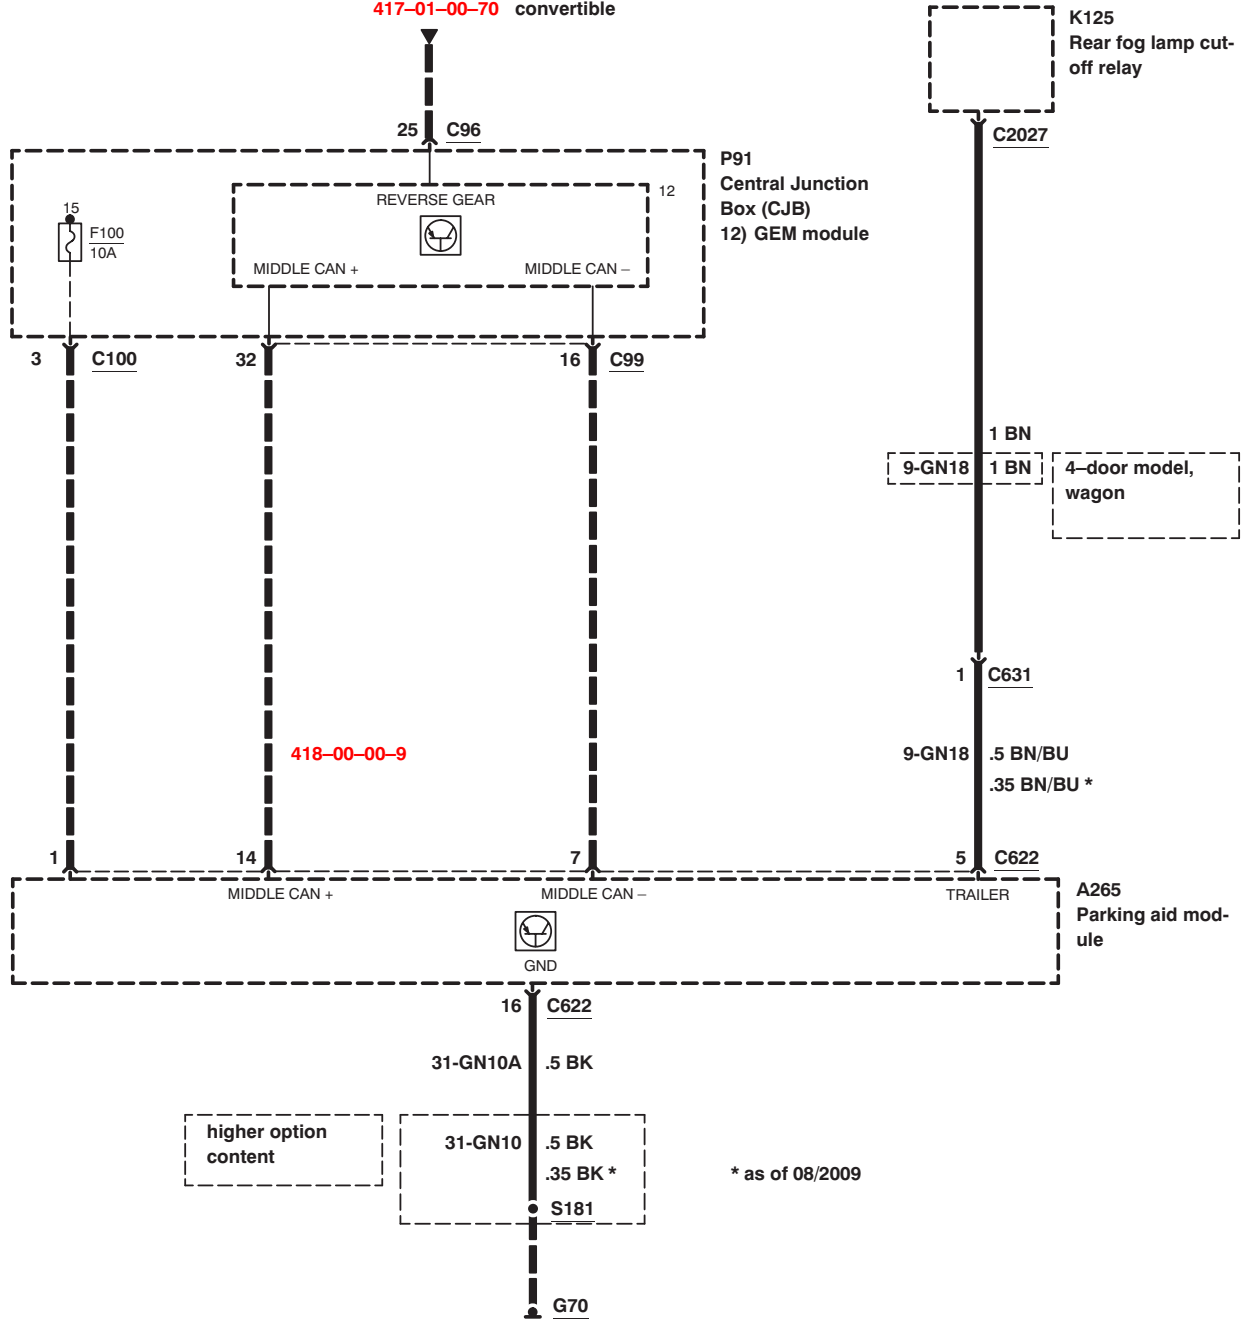 417–01–00–70 convertible
K125
Rear fog lamp cut-
off relay
25 C96
C2027
P91
Central Junction
Box (CJB)
12) GEM module
12
REVERSE GEAR
15
F100
10A
MIDDLE CAN +
MIDDLE CAN –
3 C100
32
16 C99
1 BN
9-GN18 1 BN
4–door model,
wagon
1 C631
418–00–00–9
9-GN18 .5 BN/BU
.35 BN/BU *
1
14
7
5 C622
MIDDLE CAN +
MIDDLE CAN –
TRAILER
A265
Parking aid mod-
ule
GND
16 C622
31-GN10A .5 BK
higher option
content
31-GN10 .5 BK
.35 BK *
* as of 08/2009
S181
G70